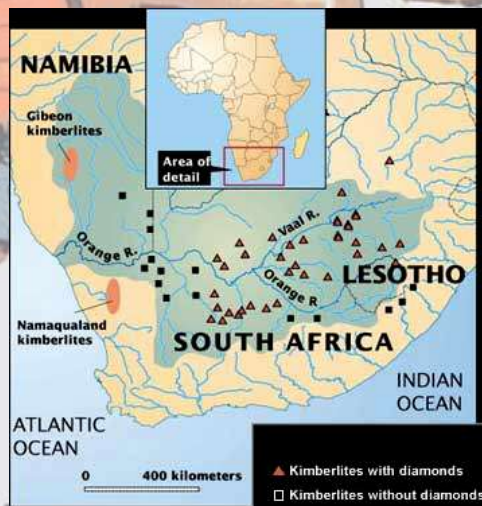 NAMIBIA
Gibeon
kimberlites
Area of
detail
Vaal R.
Orange R.
Orange R
LESOTHO
Namaqualand
kimberlites
SOUTH AFRICA
INDIAN
OCEAN
ATLANTIC
OCEAN
0 400 kilometers
Kimberlites with diamonds
Kimberlites without diamonds